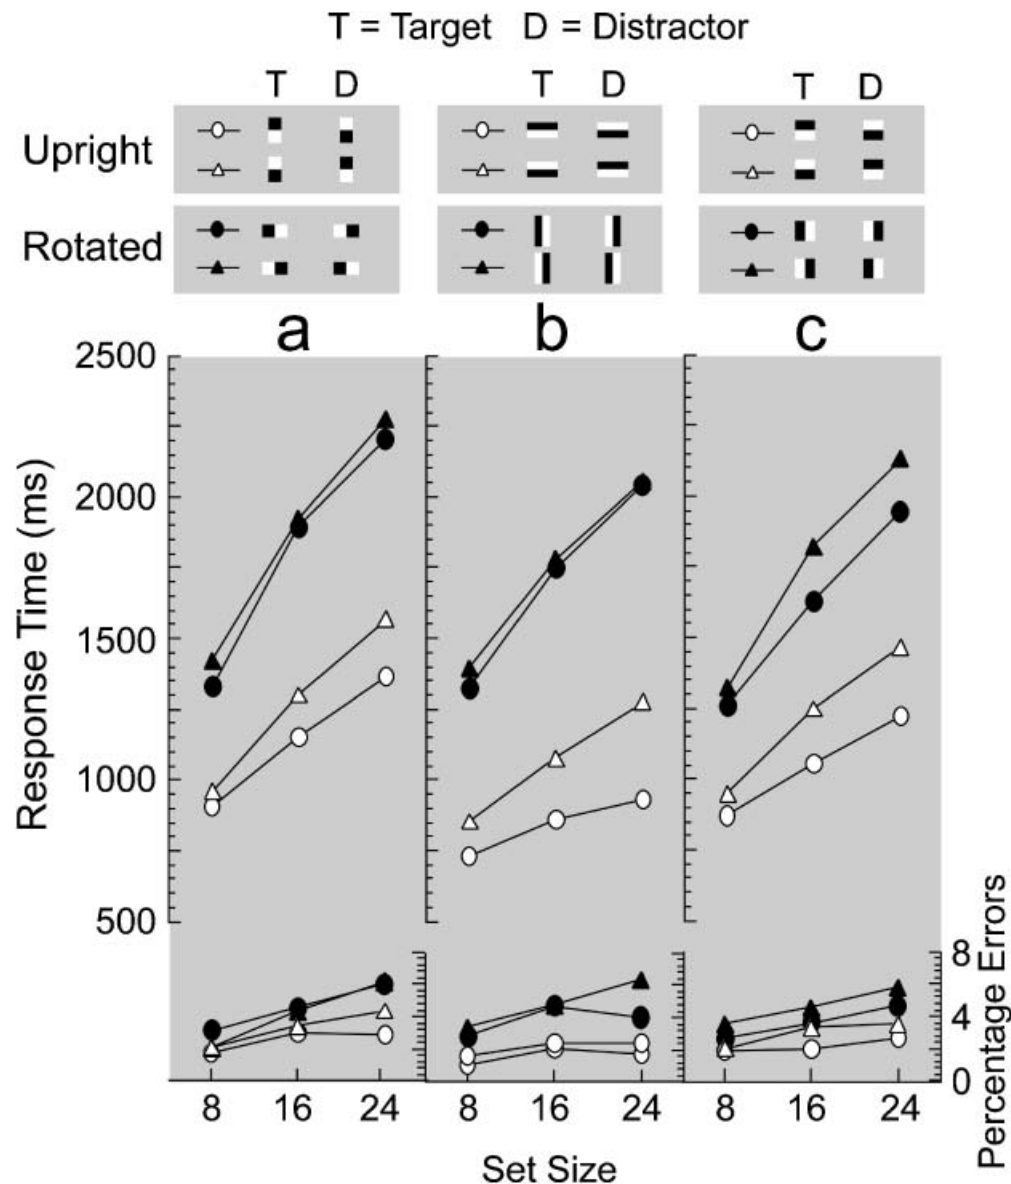 T = Target D = Distractor
T D T D T D
Upright
Rotated
a b c
2500
2000
1500
1000
500
Response Time (ms)
8
4
0
Percentage Errors
8 16 24 8 16 24 8 16 24
Set Size